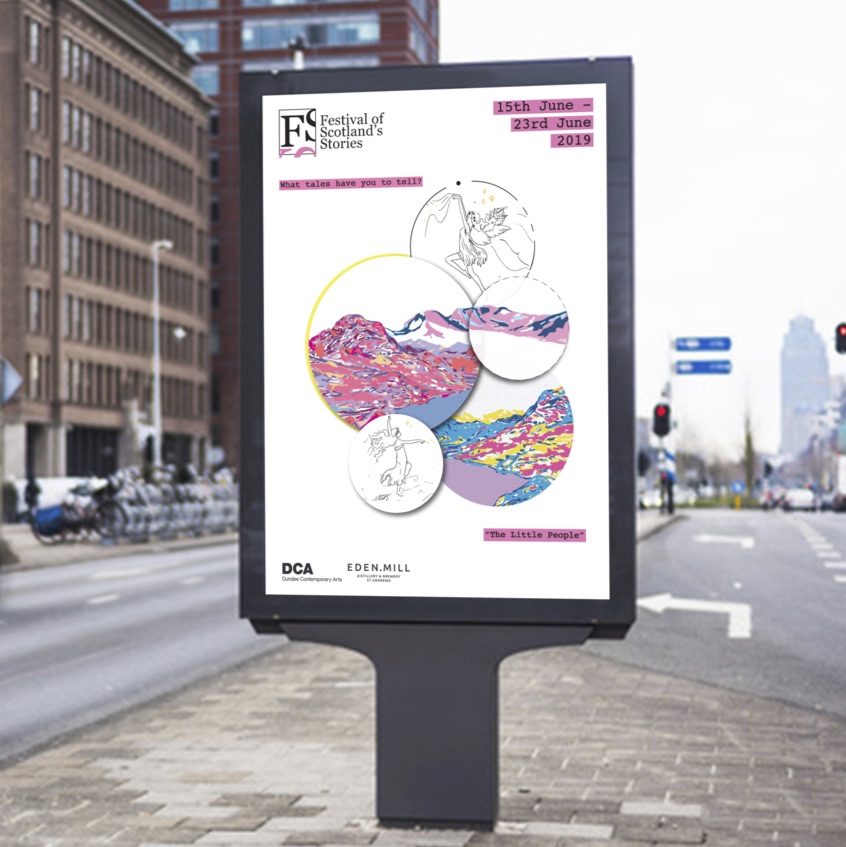 FS
Festival of
Scotland's
Stories
15th June –
23rd June
2019
What tales have you to tell?
"The Little People"
DCA
Dundee Contemporary Arts
EDEN.MILL
DISTILLERY & BREWERY
ST ANDREWS